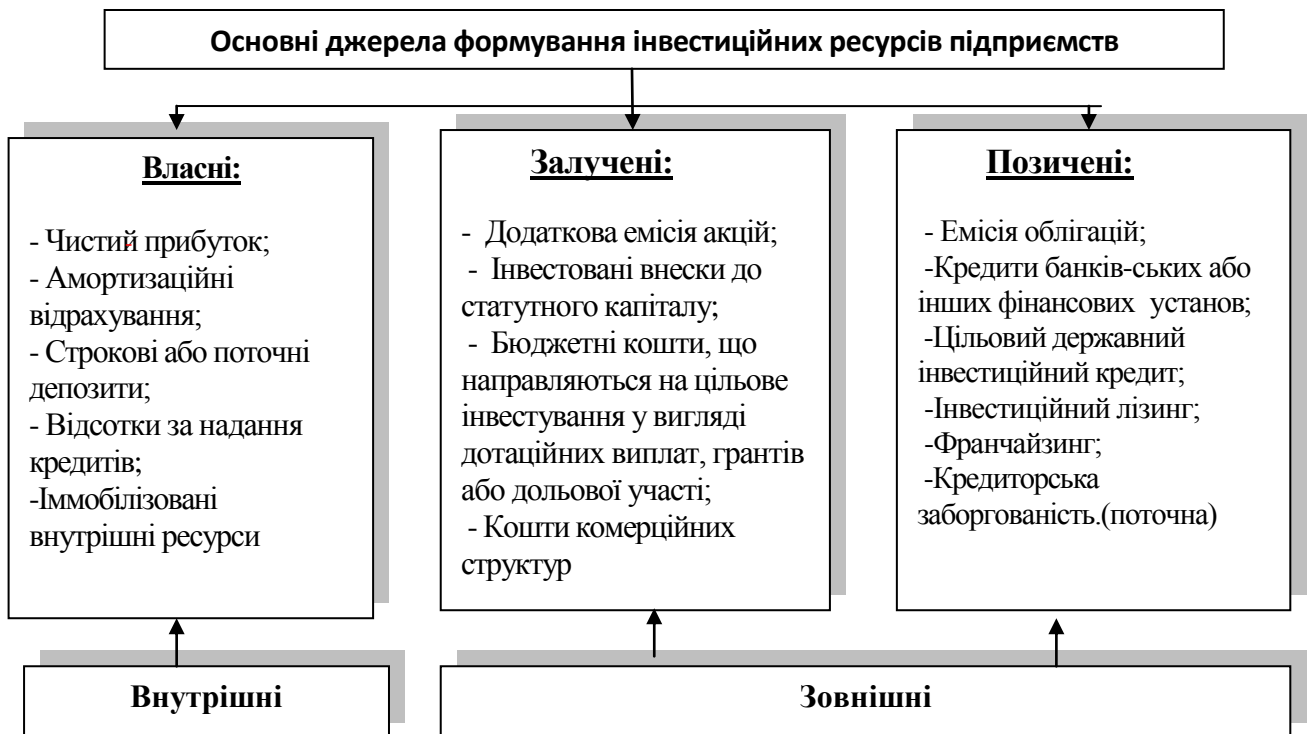 Основні джерела формування інвестиційних ресурсів підприємств
Власні:
- Чистий прибуток;
- Амортизаційні
відрахування;
- Строкові або поточні
депозити;
- Відсотки за надання
кредитів;
-Іммобілізовані
внутрішні ресурси
Залучені:
- Додаткова емісія акцій;
- Інвестовані внески до
статутного капіталу;
- Бюджетні кошти, що
направляються на цільове
інвестування у вигляді
дотаційних виплат, грантів
або дольової участі;
- Кошти комерційних
структур
Позичені:
- Емісія облігацій;
-Кредити банків-ських або
інших фінансових установ;
-Цільовий державний
інвестиційний кредит;
-Інвестиційний лізинг;
-Франчайзинг;
-Кредиторська
заборгованість.(поточна)
Внутрішні
Зовнішні